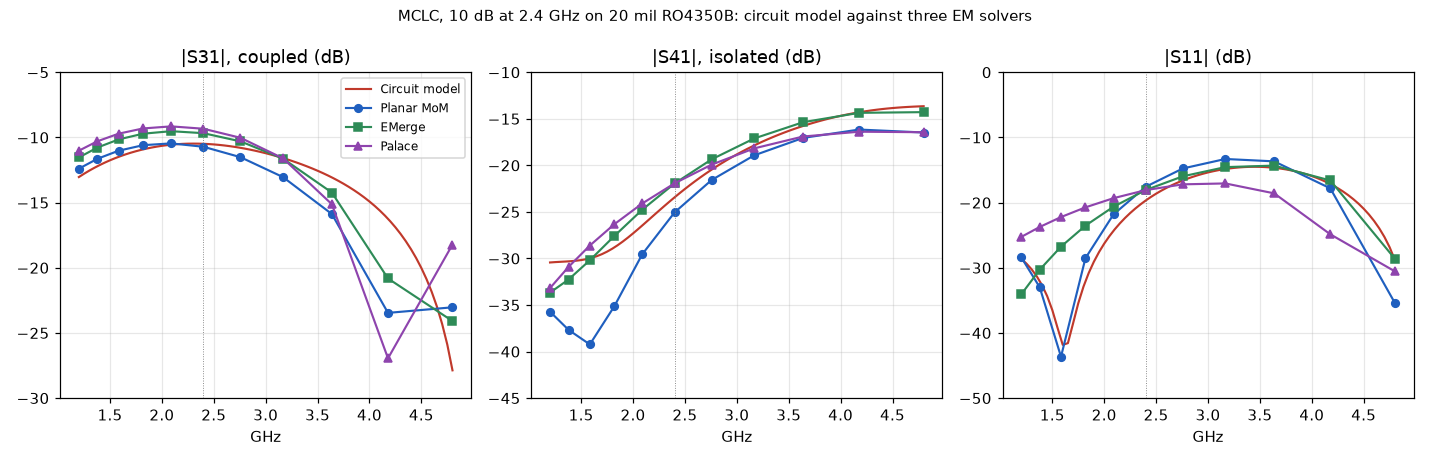 MCLC, 10 dB at 2.4 GHz on 20 mil RO4350B: circuit model against three EM solvers
|S31|, coupled (dB)
−5
−10
−15
−20
−25
−30
1.5 2.0 2.5 3.0 3.5 4.0 4.5
GHz
Circuit model
Planar MoM
EMerge
Palace
|S41|, isolated (dB)
−10
−15
−20
−25
−30
−35
−40
−45
1.5 2.0 2.5 3.0 3.5 4.0 4.5
GHz
|S11| (dB)
0
−10
−20
−30
−40
−50
1.5 2.0 2.5 3.0 3.5 4.0 4.5
GHz